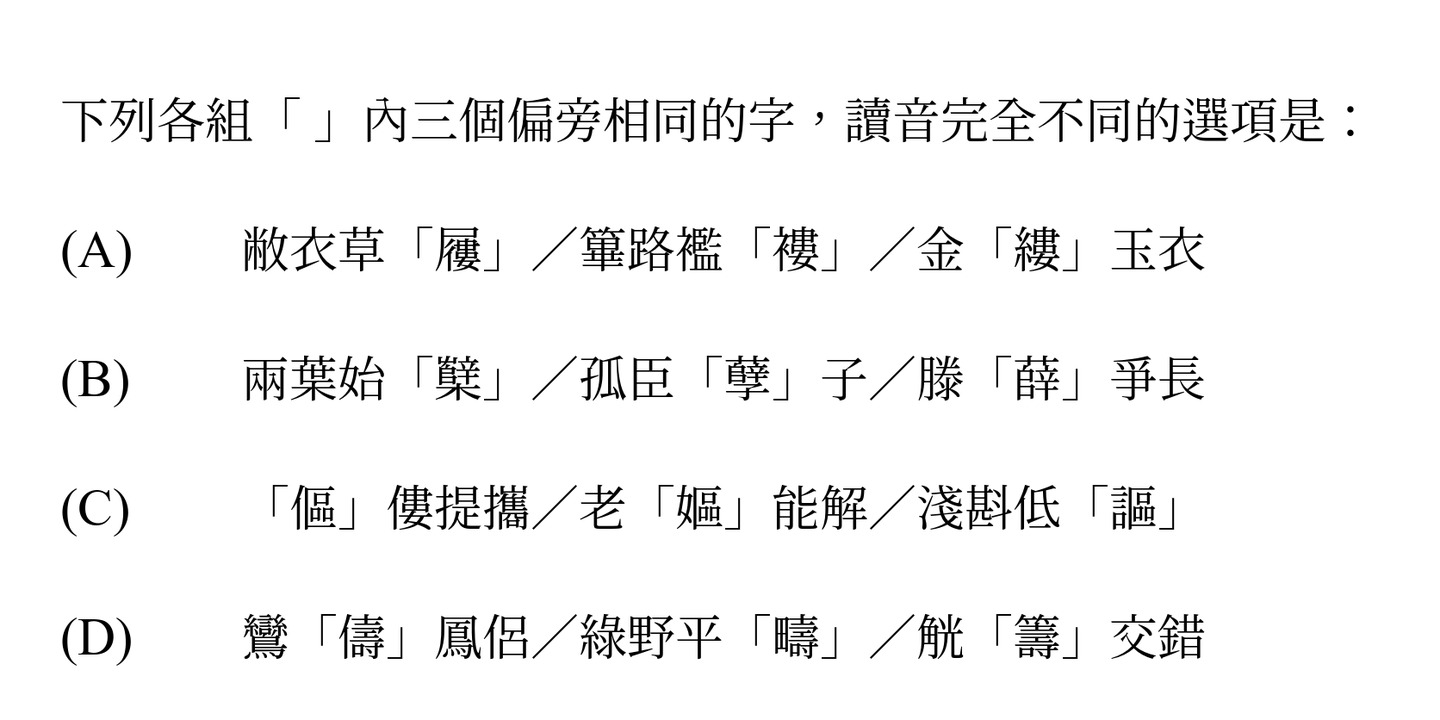 下列各組「 」內三個偏旁相同的字，讀音完全不同的選項是：
(A) 敝衣草「屨」／篳路襤「褸」／金「縷」玉衣
(B) 兩葉始「櫱」／孤臣「孽」子／滕「薛」爭長
(C) 「傴」僂提攜／老「嫗」能解／淺斟低「謳」
(D) 鸞「儔」鳳侶／綠野平「疇」／觥「籌」交錯